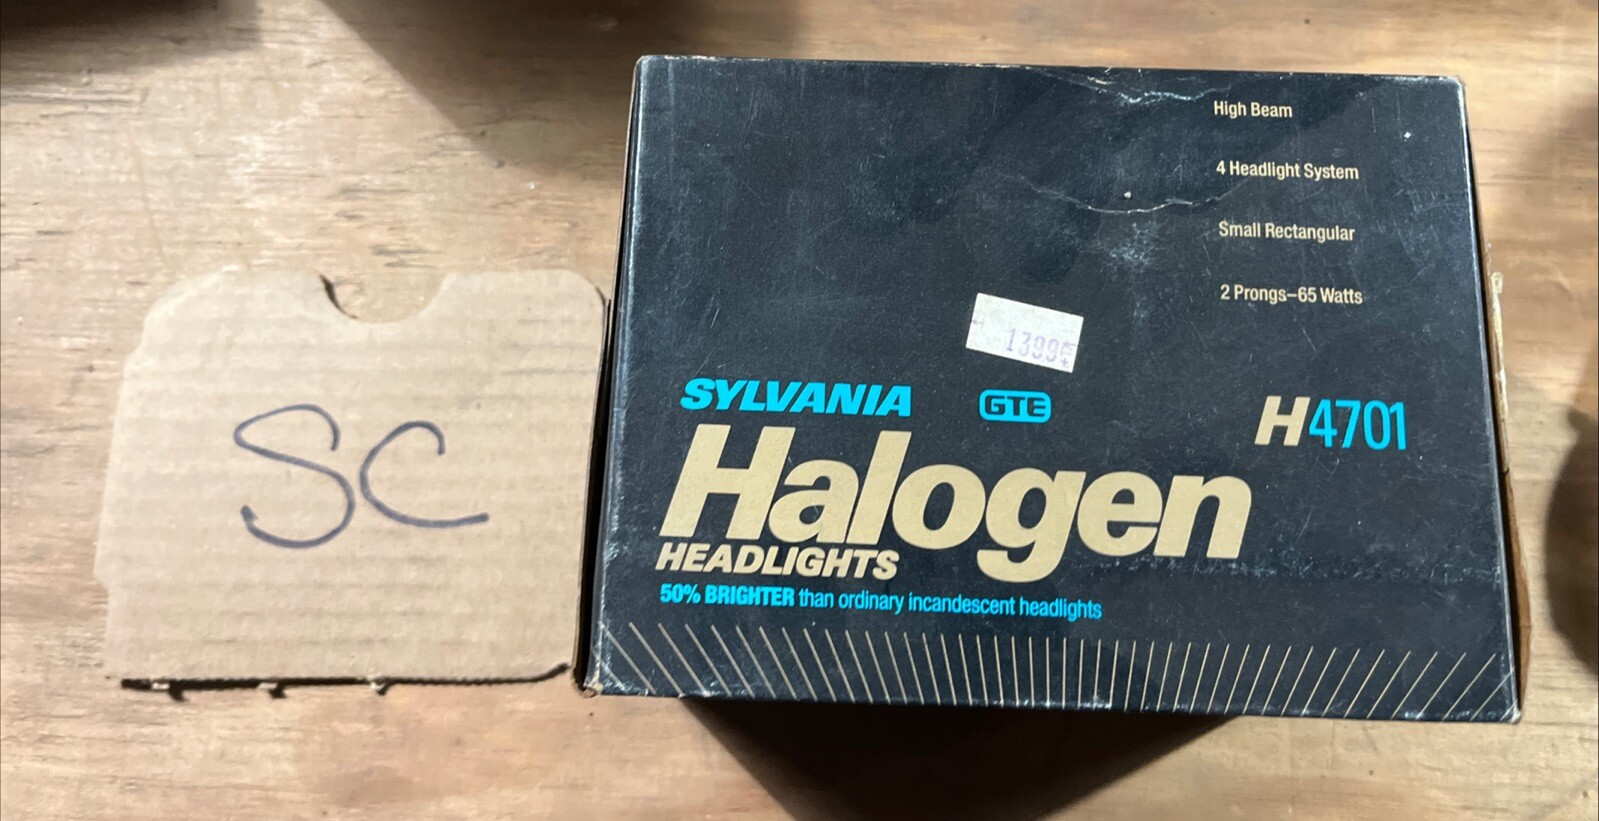 High Beam
4 Headlight System
Small Rectangular
2 Prongs–65 Watts
1399¢
SC
SYLVANIA GTE H4701
Halogen
HEADLIGHTS
50% BRIGHTER than ordinary incandescent headlights